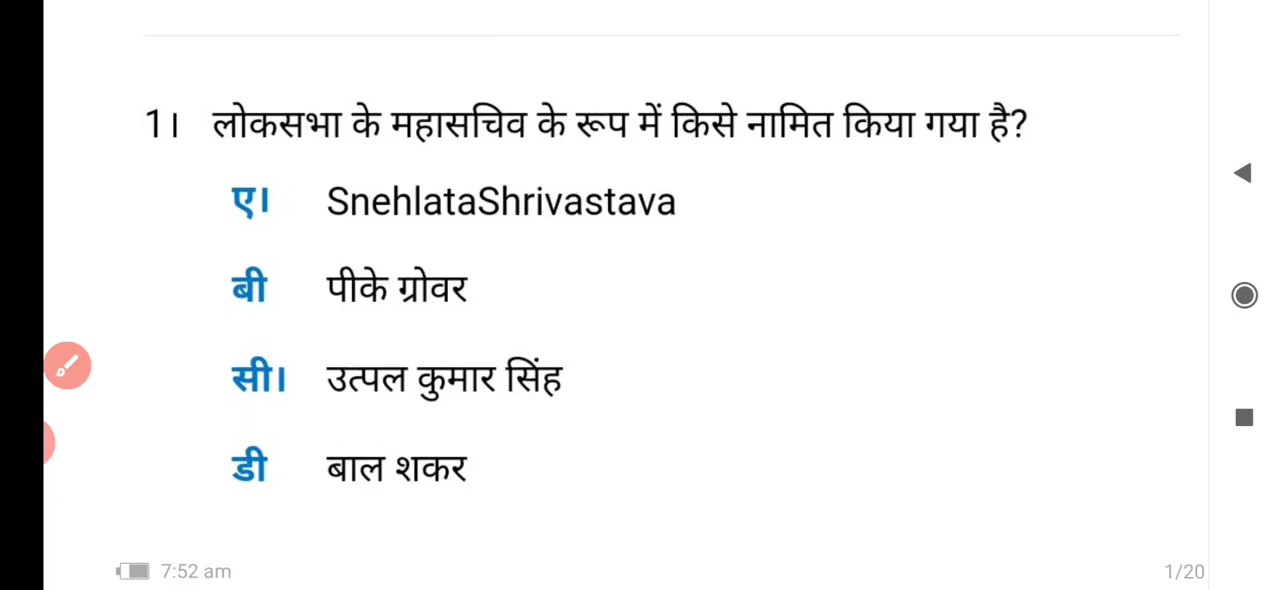 1। लोकसभा के महासचिव के रूप में किसे नामित किया गया है?
ए। SnehlataShrivastava
बी पीके ग्रोवर
सी। उत्पल कुमार सिंह
डी बाल शकर
7:52 am 1/20